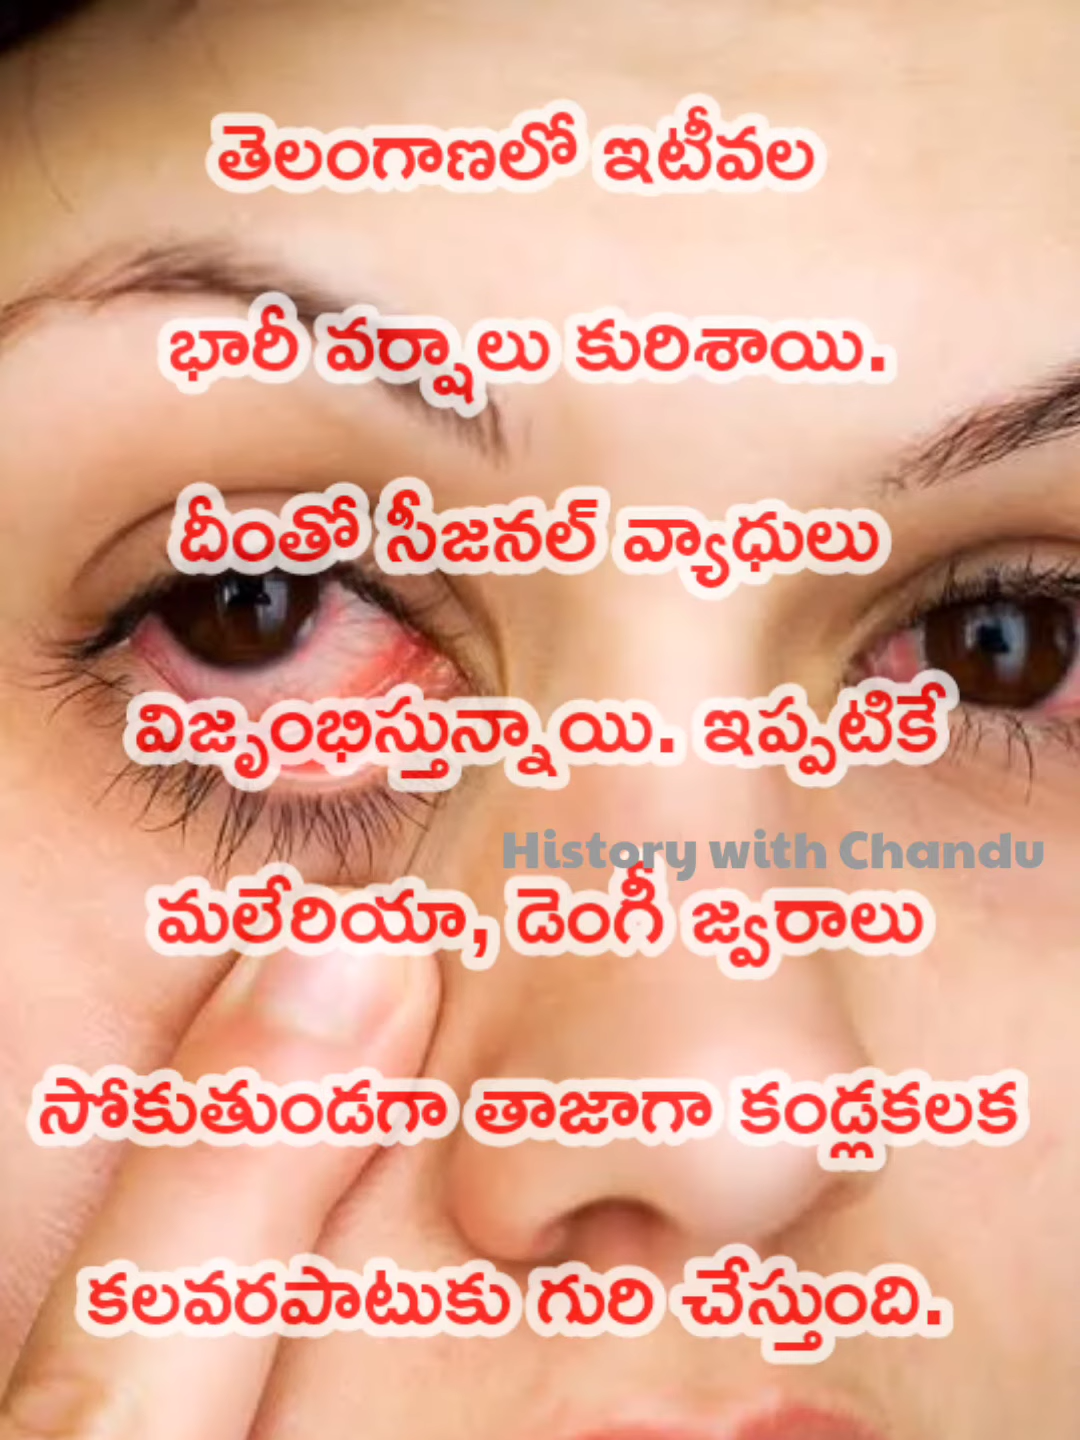 తెలంగాణలో ఇటీవల
భారీ వర్షాలు కురిశాయి.
దీంతో సీజనల్ వ్యాధులు
విజృంభిస్తున్నాయి. ఇప్పటికే
History with Chandu
మలేరియా, డెంగీ జ్వరాలు
సోకుతుండగా తాజాగా కండ్లకలక
కలవరపాటుకు గురి చేస్తుంది.